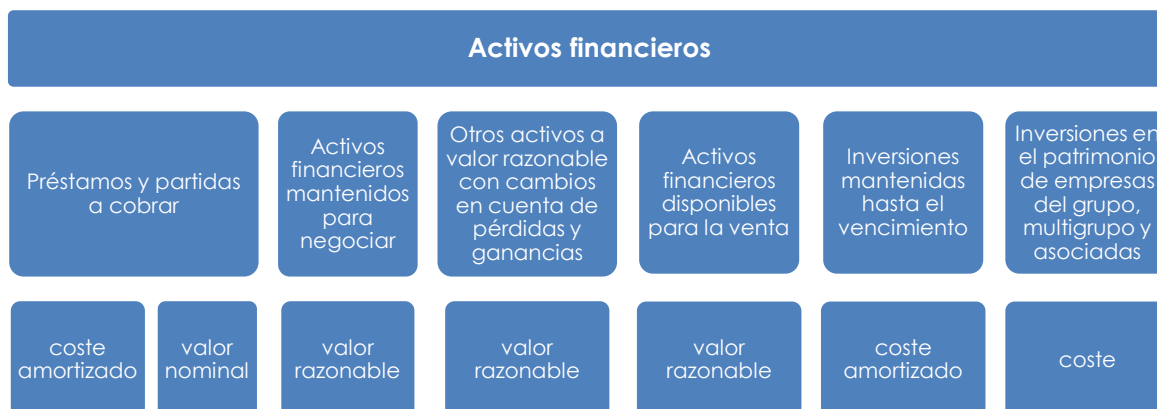 Activos financieros
Préstamos y partidas
a cobrar
Activos
financieros
mantenidos
para
negociar
Otros activos a
valor razonable
con cambios
en cuenta de
pérdidas y
ganancias
Activos
financieros
disponibles
para la venta
Inversiones
mantenidas
hasta el
vencimiento
Inversiones en
el patrimonio
de empresas
del grupo,
multigrupo y
asociadas
coste
amortizado
valor
nominal
valor
razonable
valor
razonable
valor
razonable
coste
amortizado
coste